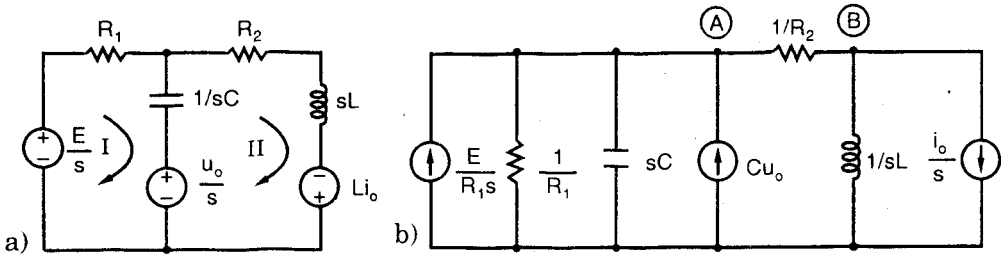 R₁
R₂
1/sC
sL
E/s
I
II
u₀/s
Li₀
a)
A
1/R₂
B
E/R₁s
1/R₁
sC
Cu₀
1/sL
i₀/s
b)